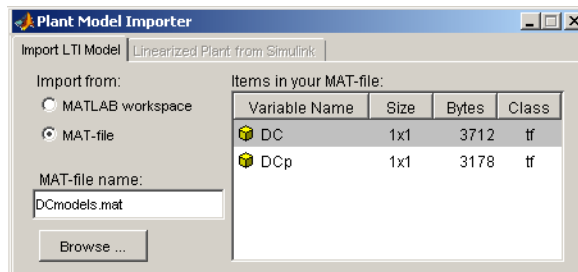 Plant Model Importer
Import LTI Model Linearized Plant from Simulink
Import from:
MATLAB workspace
MAT-file
MAT-file name:
DCmodels.mat
Browse ...
Items in your MAT-file:
Variable Name Size Bytes Class
DC 1x1 3712 tf
DCp 1x1 3178 tf